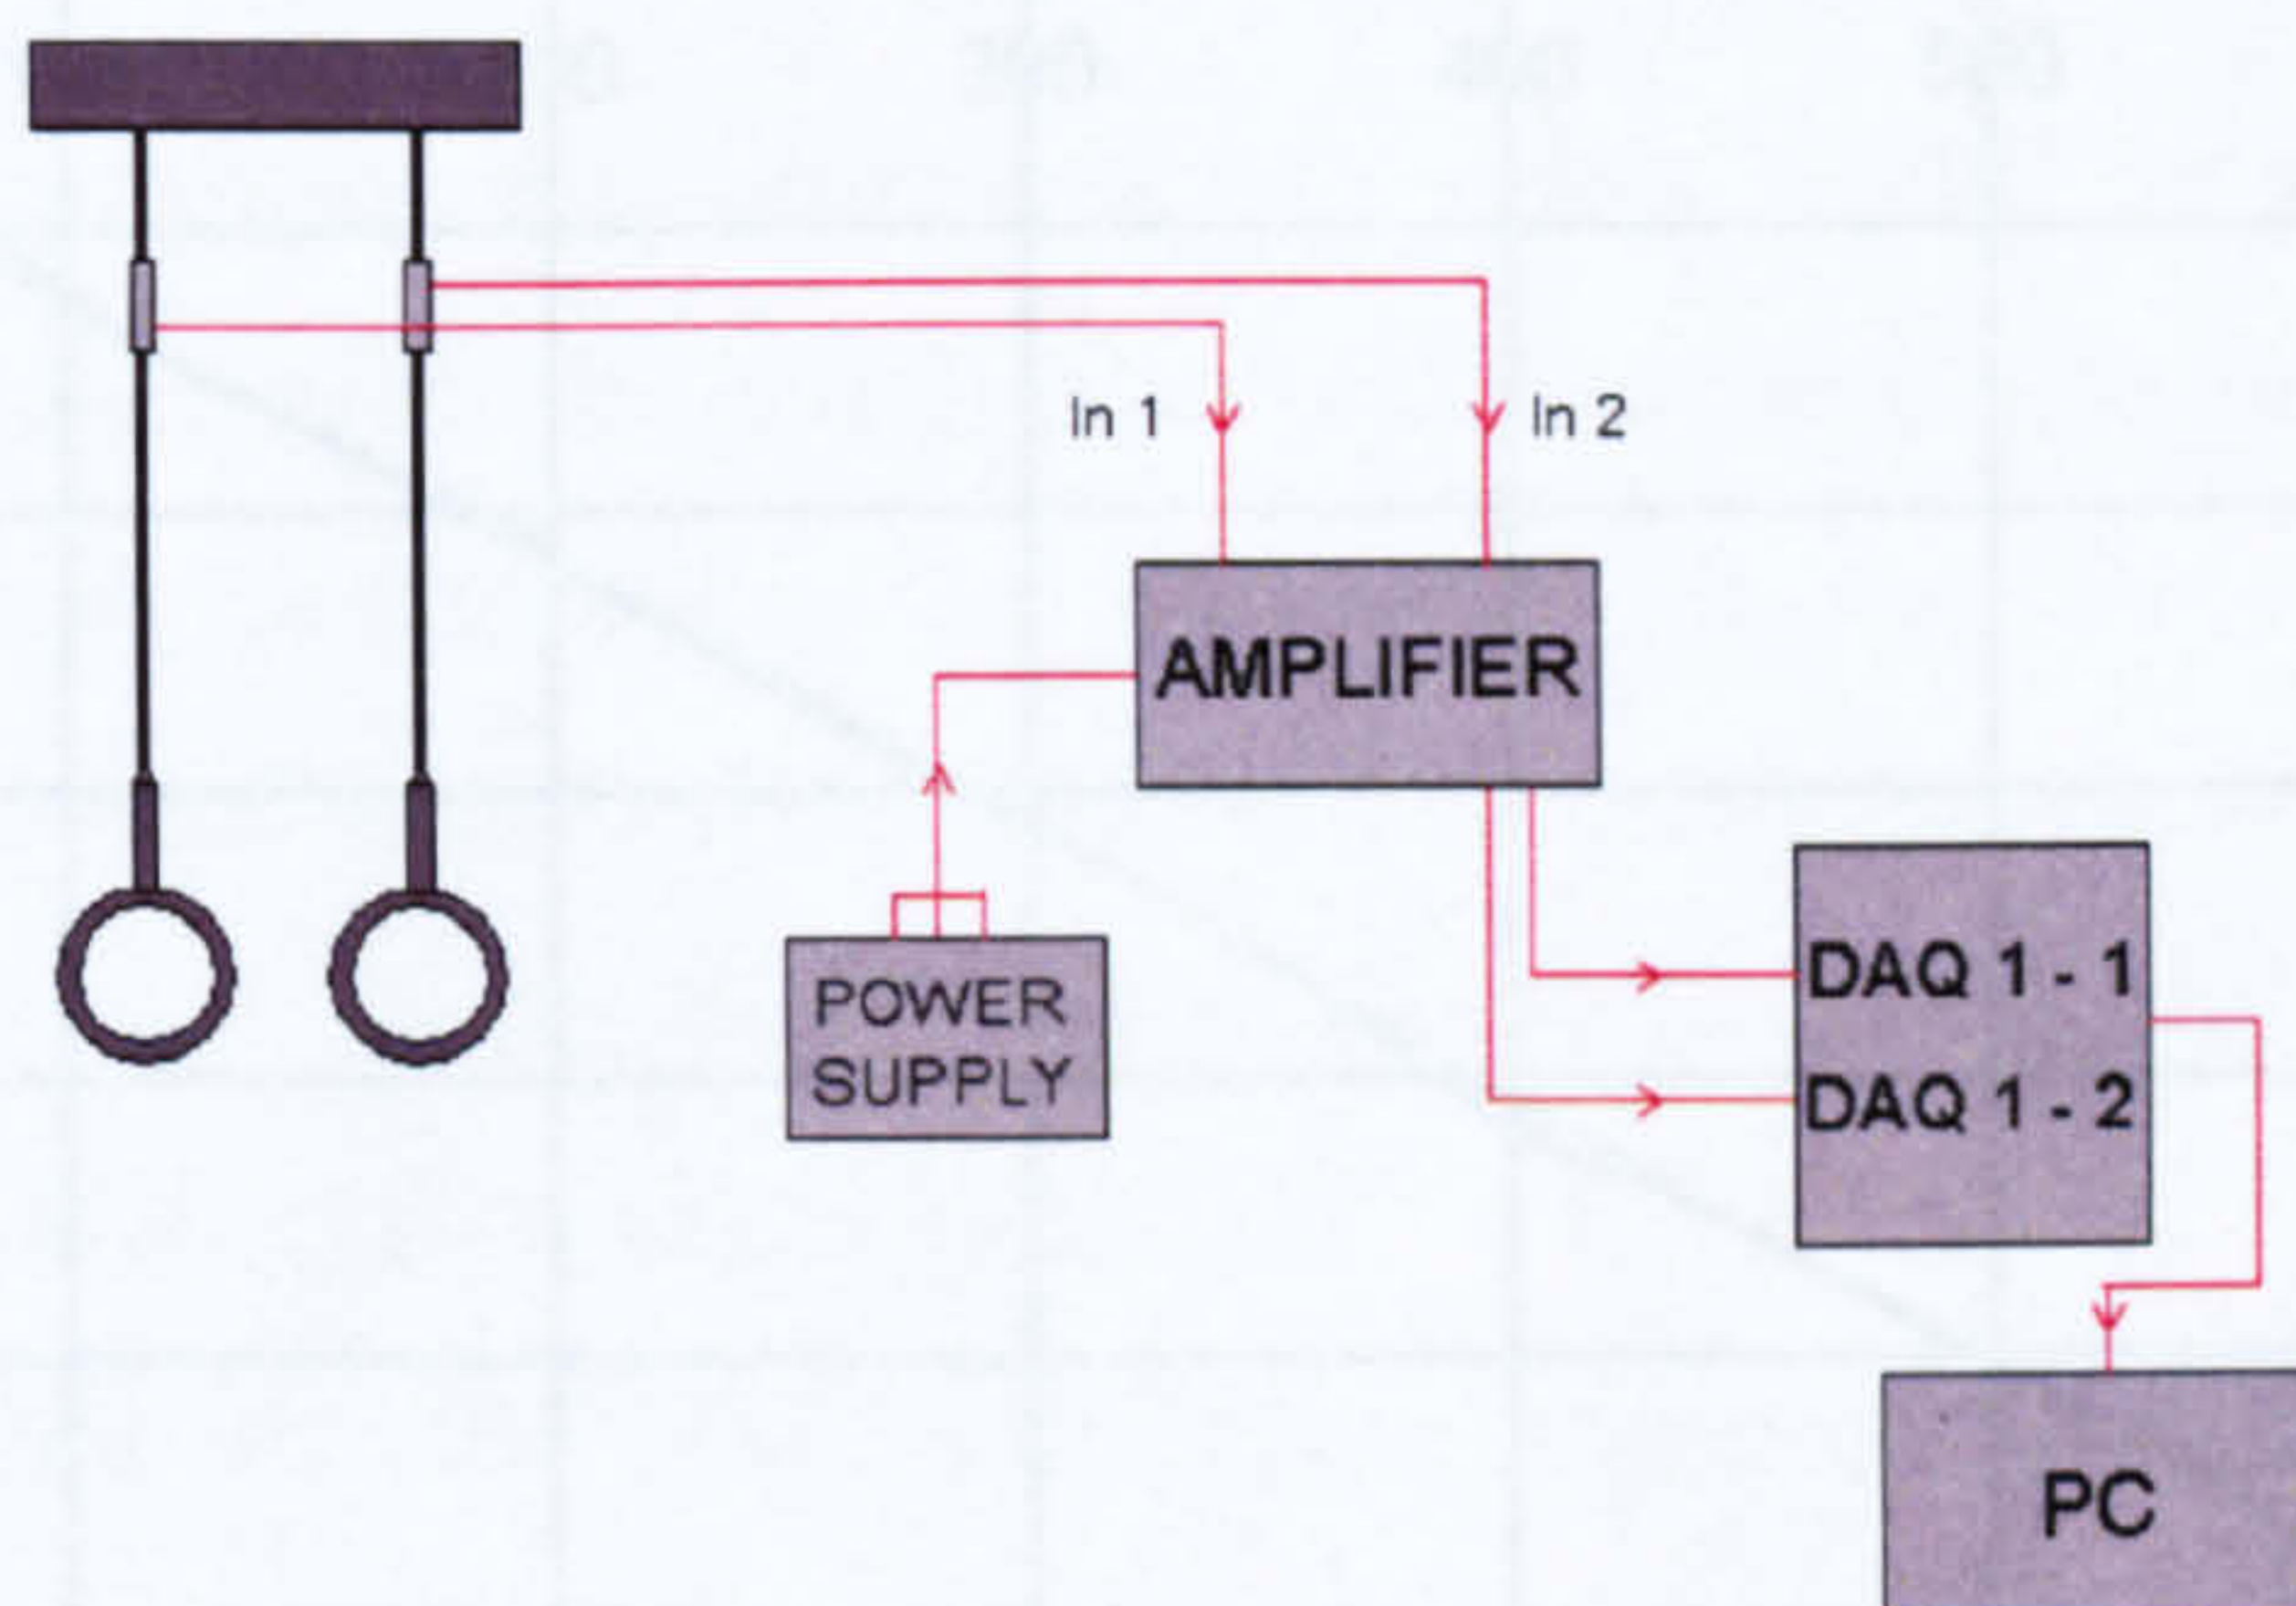 In 1
In 2
AMPLIFIER
POWER
SUPPLY
DAQ 1 - 1
DAQ 1 - 2
PC